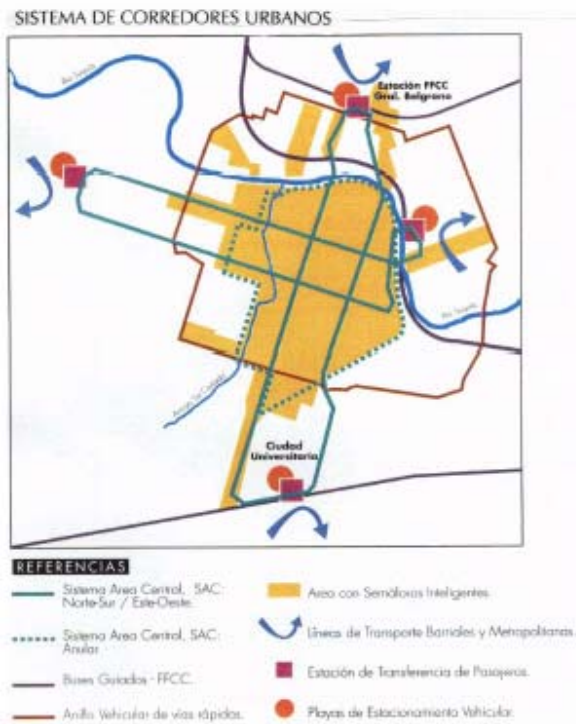 SISTEMA DE CORREDORES URBANOS
Estación FFCC
Gral. Belgrano
Ciudad
Universitaria
REFERENCIAS
Sistema Area Central, SAC:
Norte-Sur / Este-Oeste.
Sistema Area Central, SAC:
Anular.
Buses Guiados - FFCC.
Anillo Vehicular de vías rápidas.
Area con Semáforos Inteligentes.
Líneas de Transporte Barriales y Metropolitanas.
Estación de Transferencia de Pasajeros.
Playas de Estacionamiento Vehicular.